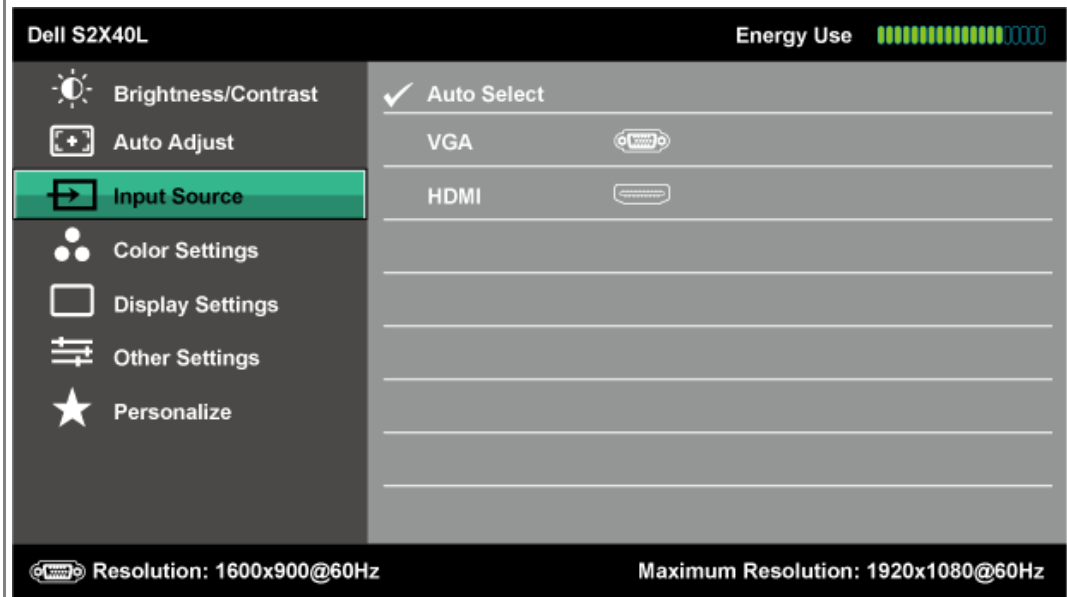 Dell S2X40L Energy Use
Brightness/Contrast Auto Select
Auto Adjust VGA
Input Source HDMI
Color Settings
Display Settings
Other Settings
Personalize
Resolution: 1600x900@60Hz Maximum Resolution: 1920x1080@60Hz